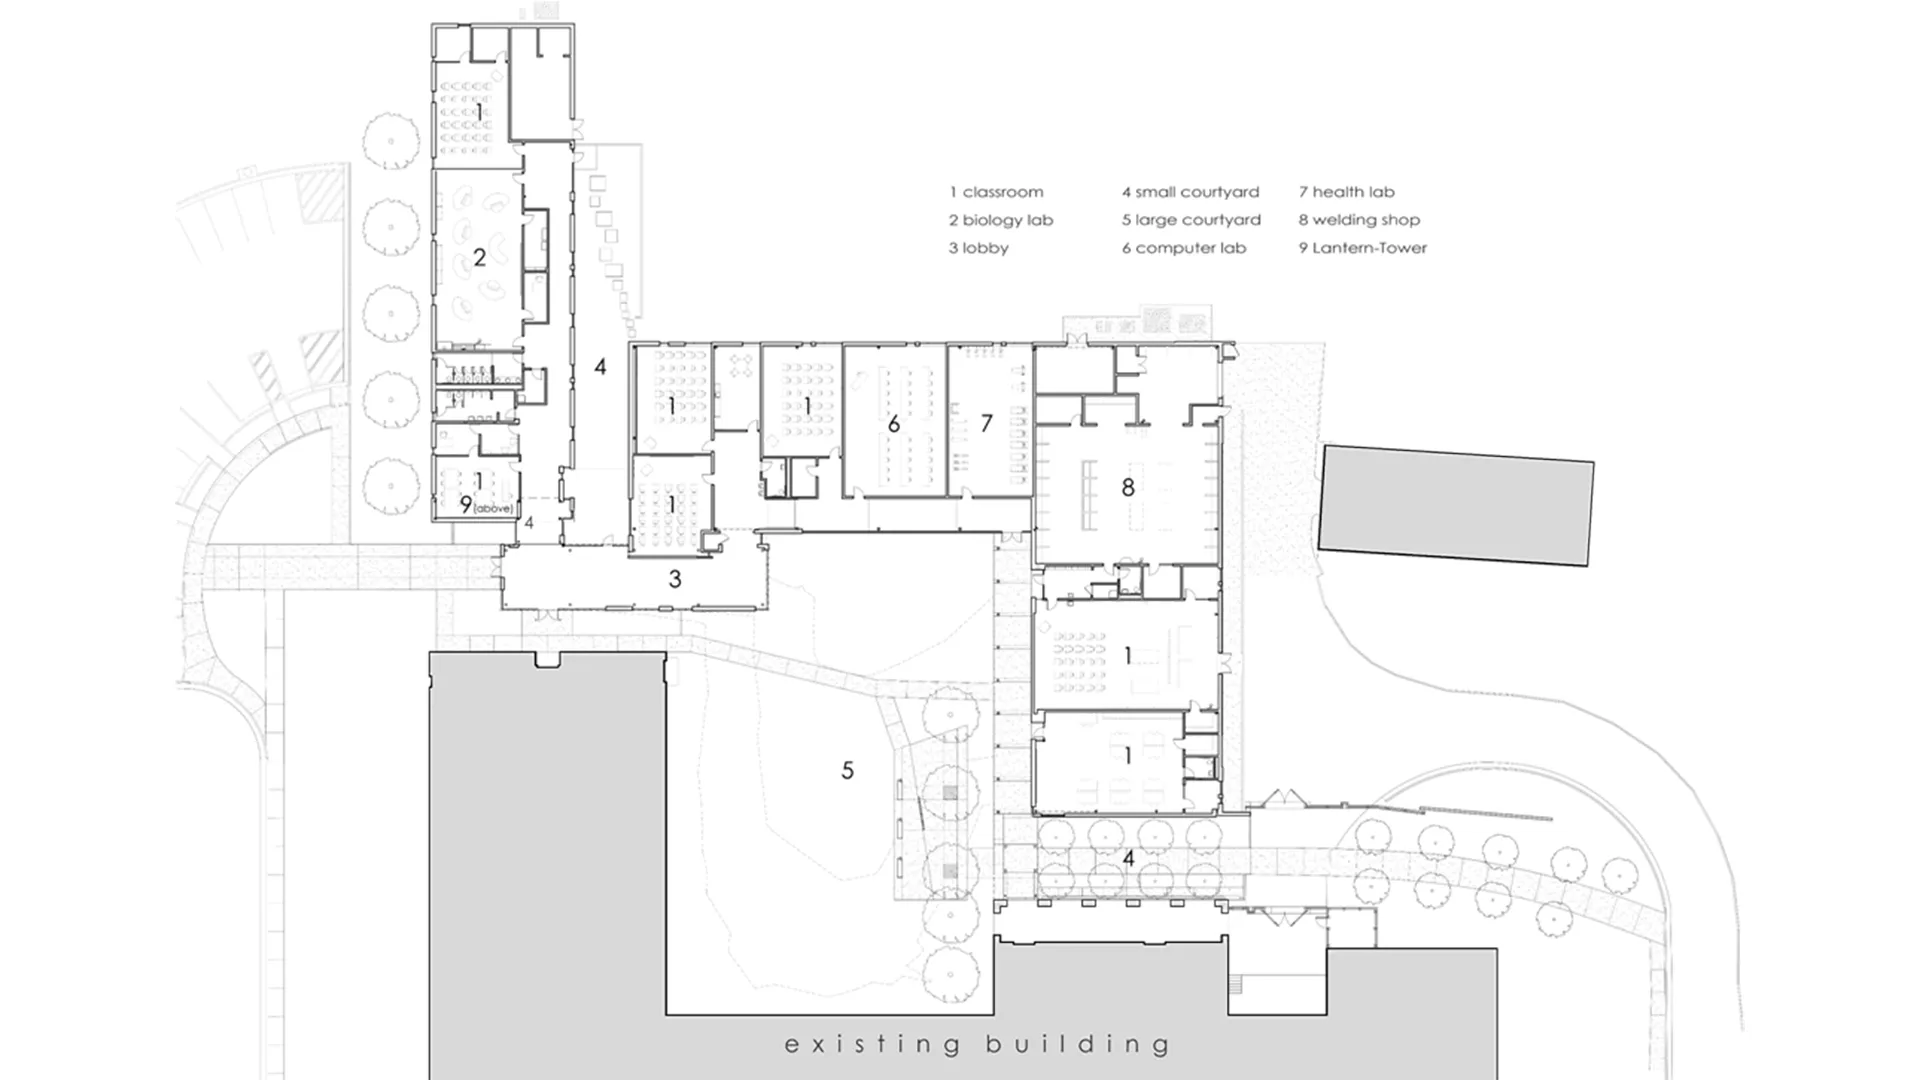 1
1 classroom
4 small courtyard
7 health lab
2 biology lab
5 large courtyard
8 welding shop
3 lobby
6 computer lab
9 Lantern-Tower
2
4
1
1
6
7
1
8
1
9 (above)
4
3
1
1
5
4
existing building